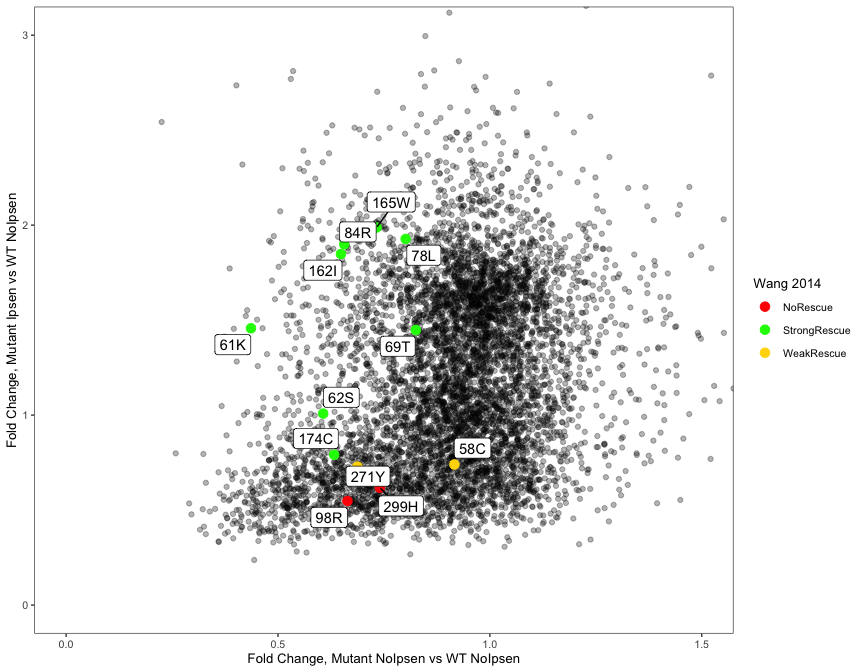 3
2
1
0
0.0
0.5
1.0
1.5
Fold Change, Mutant Ipsen vs WT NoIpsen
Fold Change, Mutant NoIpsen vs WT NoIpsen
165W
84R
78L
162I
61K
69T
62S
174C
58C
271Y
299H
98R
Wang 2014
NoRescue
StrongRescue
WeakRescue